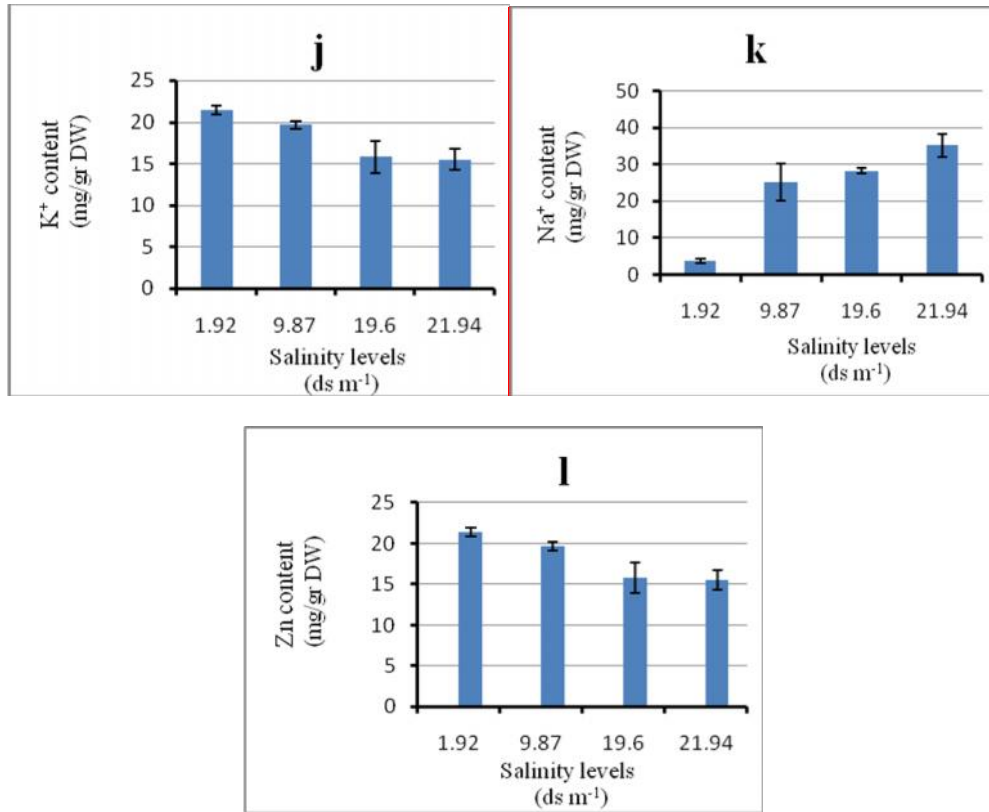 j
25
20
15
10
5
0
K⁺ content
(mg/gr DW)
1.92 9.87 19.6 21.94
Salinity levels
(ds m⁻¹)
k
50
40
30
20
10
0
Na⁺ content
(mg/gr DW)
1.92 9.87 19.6 21.94
Salinity levels
(ds m⁻¹)
l
25
20
15
10
5
0
Zn content
(mg/gr DW)
1.92 9.87 19.6 21.94
Salinity levels
(ds m⁻¹)